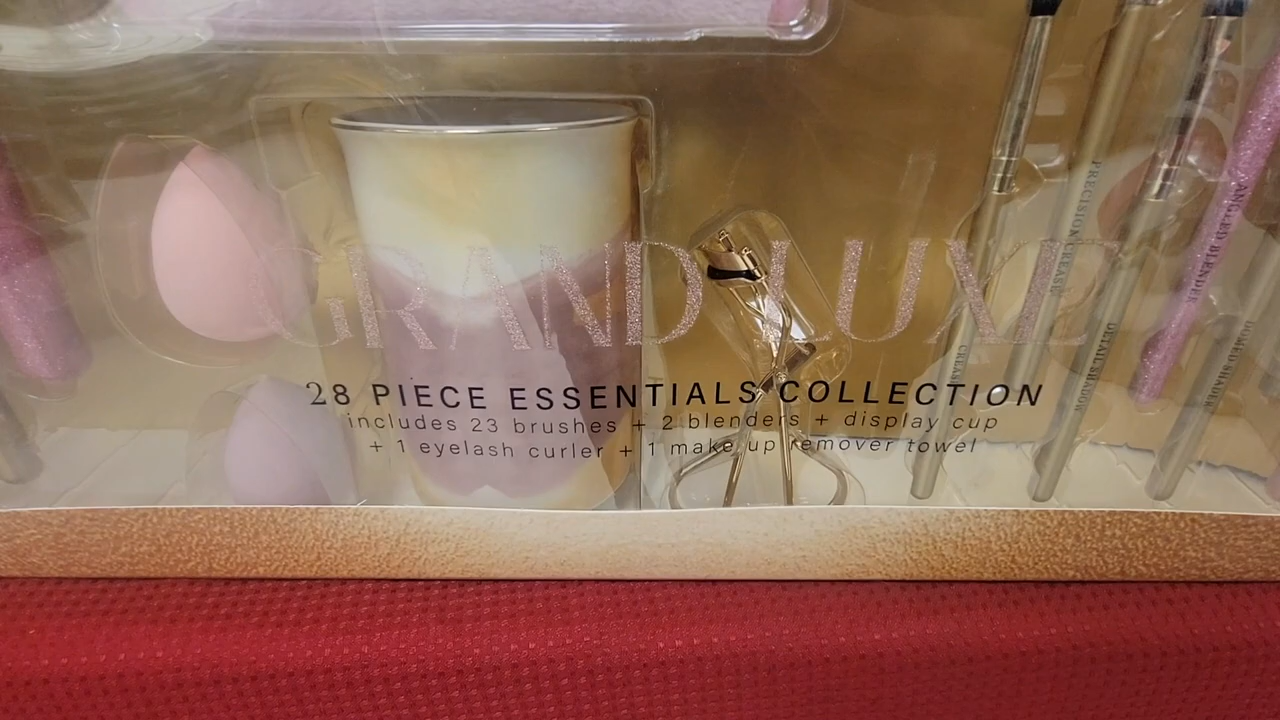 GRAND LUXE
28 PIECE ESSENTIALS COLLECTION
includes 23 brushes + 2 blenders + display cup
+ 1 eyelash curler + 1 make up remover towel
CREASE
PRECISION CREASE
DETAIL SHADOW
ANGLED BLENDER
DOMED SHADER